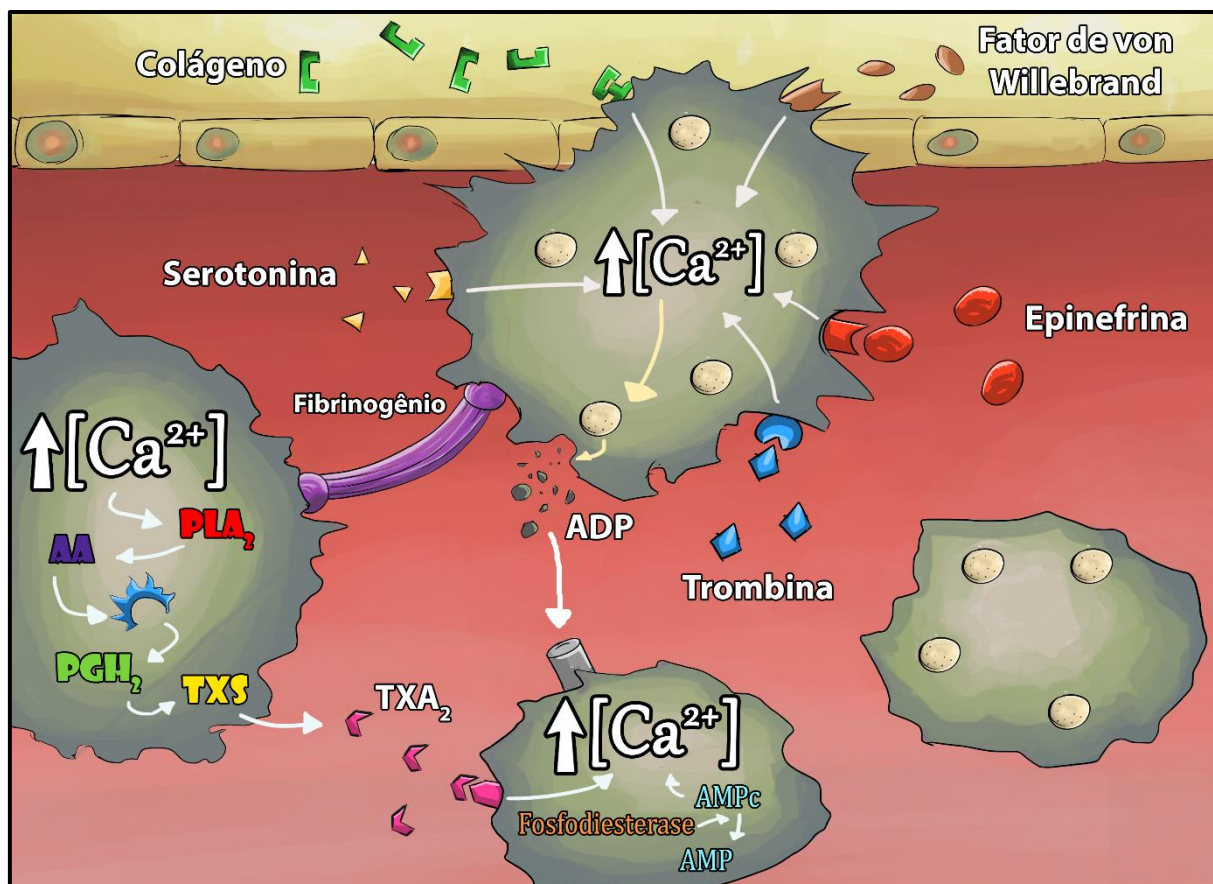 Colágeno
Fator de von
Willebrand
↑[Ca²⁺]
Serotonina
Epinefrina
Fibrinogênio
↑[Ca²⁺]
PLA₂
AA
ADP
Trombina
PGH₂
TXS
TXA₂
↑[Ca²⁺]
AMPc
Fosfodiesterase
AMP